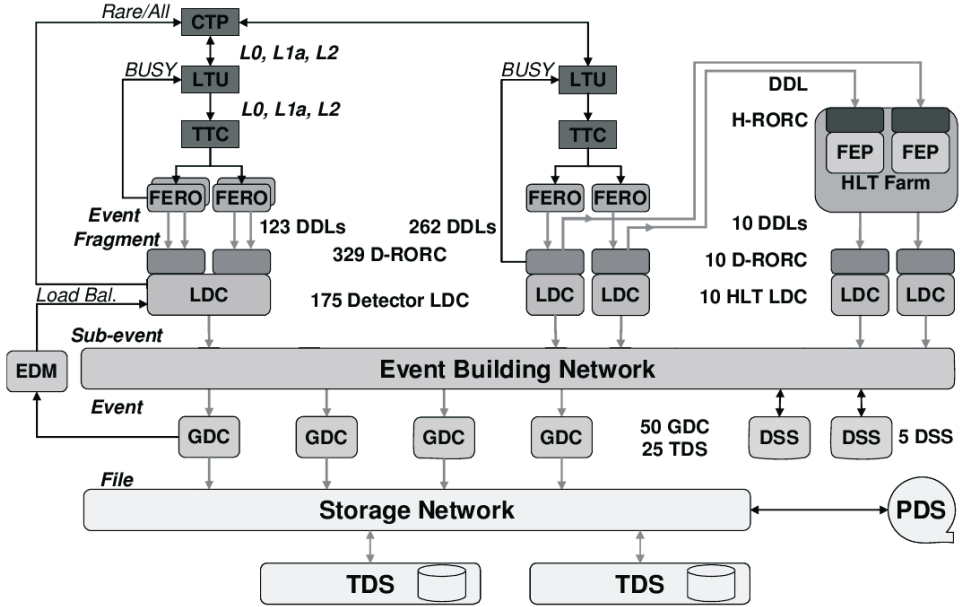 Rare/All
CTP
L0, L1a, L2
BUSY
LTU
BUSY
LTU
DDL
L0, L1a, L2
H-RORC
TTC
TTC
FEP
FEP
HLT Farm
FERO
FERO
FERO
FERO
Event
Fragment
123 DDLs
262 DDLs
10 DDLs
329 D-RORC
10 D-RORC
Load Bal.
LDC
175 Detector LDC
LDC
LDC
10 HLT LDC
LDC
LDC
Sub-event
EDM
Event Building Network
Event
GDC
GDC
GDC
GDC
50 GDC
25 TDS
DSS
DSS
5 DSS
File
Storage Network
PDS
TDS
TDS